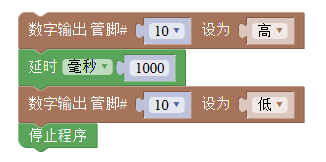 数字输出 管脚# 10 设为 高
延时 毫秒 1000
数字输出 管脚# 10 设为 低
停止程序